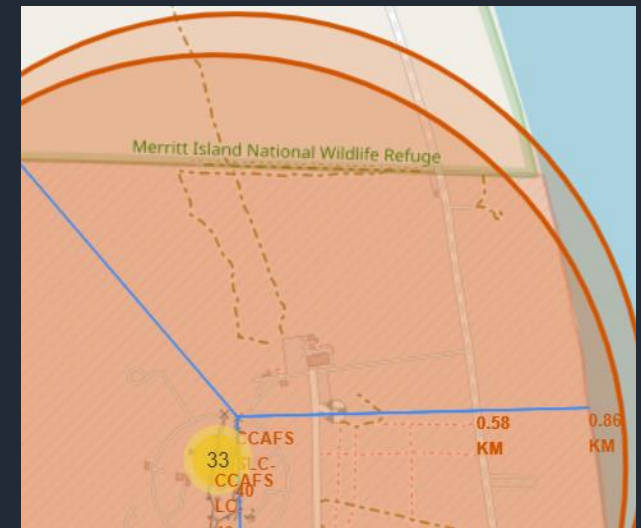 Merritt Island National Wildlife Refuge
0.58
KM
0.86
KM
CCAFS
SLC-
40
33
CCAFS
LC-